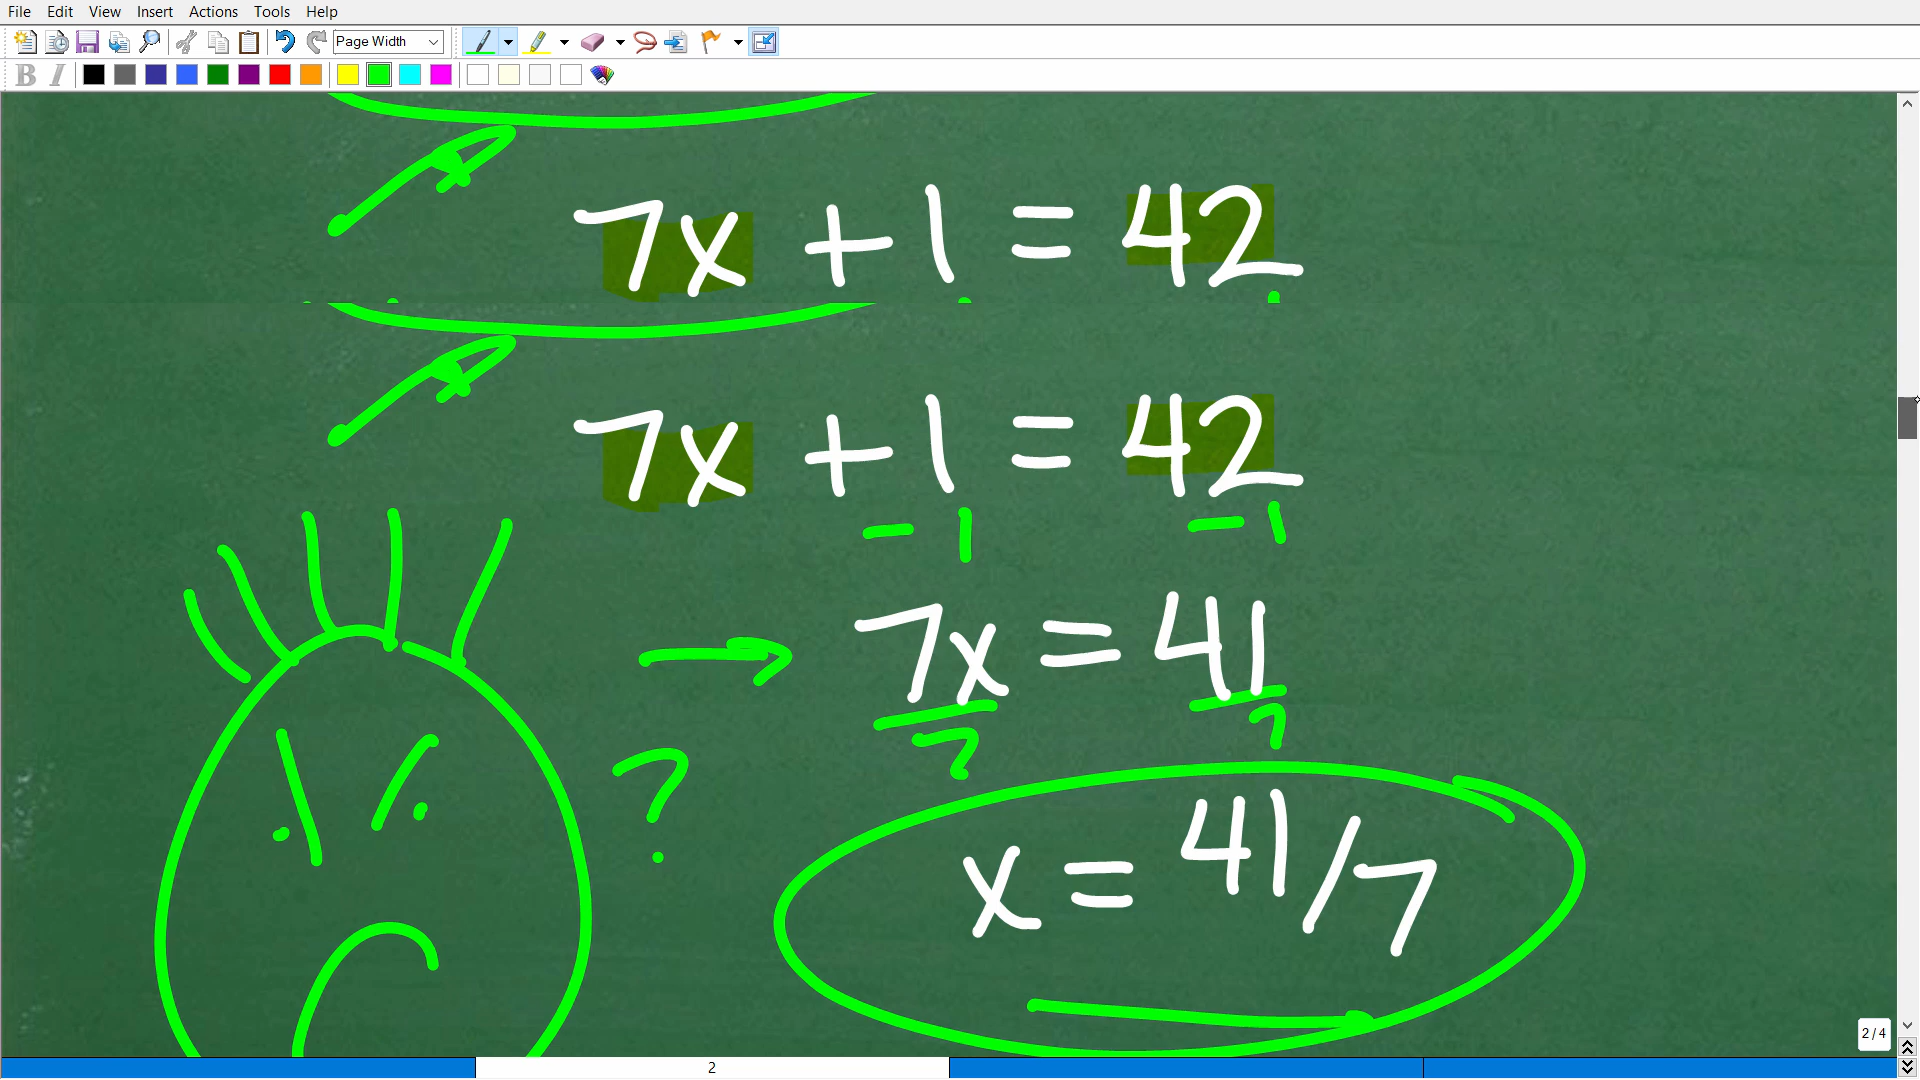 File Edit View Insert Actions Tools Help
Page Width
B I
7x + 1 = 42
7x + 1 = 42
- 1 - 1
7x = 41
7 7
?
x = 41/7
2 / 4
2